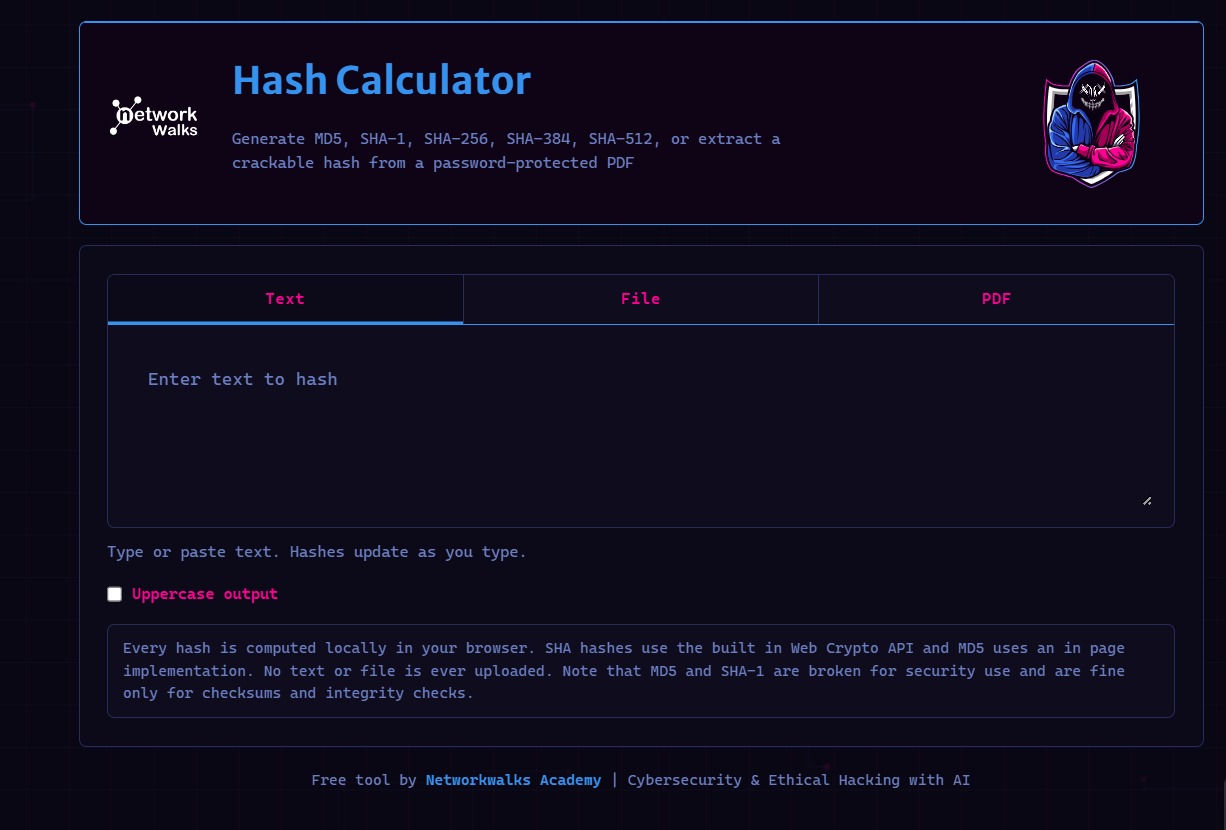 network
Walks
Hash Calculator
Generate MD5, SHA-1, SHA-256, SHA-384, SHA-512, or extract a
crackable hash from a password-protected PDF
Text
File
PDF
Enter text to hash
Type or paste text. Hashes update as you type.
Uppercase output
Every hash is computed locally in your browser. SHA hashes use the built in Web Crypto API and MD5 uses an in page
implementation. No text or file is ever uploaded. Note that MD5 and SHA-1 are broken for security use and are fine
only for checksums and integrity checks.
Free tool by Networkwalks Academy | Cybersecurity & Ethical Hacking with AI